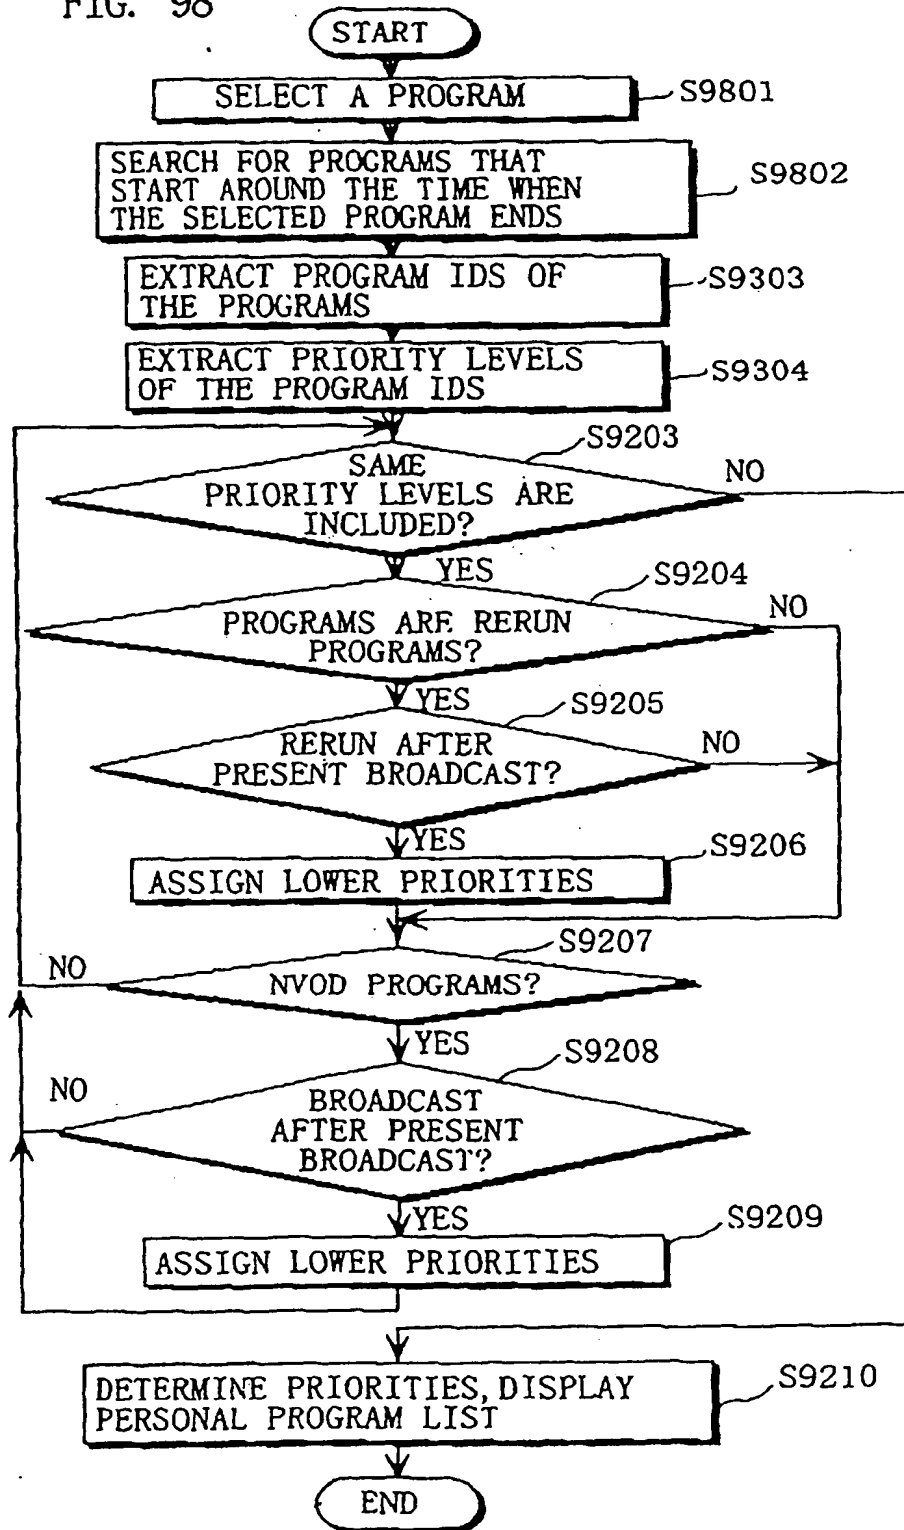 FIG. 98
START
SELECT A PROGRAM
S9801
SEARCH FOR PROGRAMS THAT
START AROUND THE TIME WHEN
THE SELECTED PROGRAM ENDS
S9802
EXTRACT PROGRAM IDS OF
THE PROGRAMS
S9303
EXTRACT PRIORITY LEVELS
OF THE PROGRAM IDS
S9304
S9203
SAME
PRIORITY LEVELS ARE
INCLUDED?
NO
YES
S9204
PROGRAMS ARE RERUN
PROGRAMS?
NO
YES
S9205
RERUN AFTER
PRESENT BROADCAST?
NO
YES
S9206
ASSIGN LOWER PRIORITIES
S9207
NO
NVOD PROGRAMS?
YES
S9208
NO
BROADCAST
AFTER PRESENT
BROADCAST?
YES
S9209
ASSIGN LOWER PRIORITIES
DETERMINE PRIORITIES, DISPLAY
PERSONAL PROGRAM LIST
S9210
END